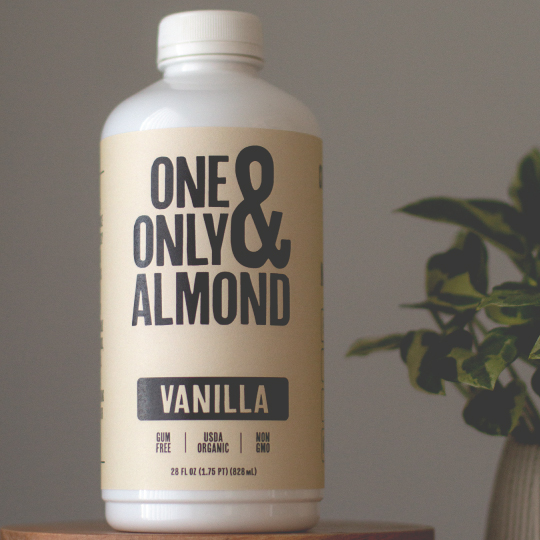 ONE &
ONLY
ALMOND
VANILLA
GUM FREE
USDA ORGANIC
NON GMO
28 FL OZ (1.75 PT) (828 mL)